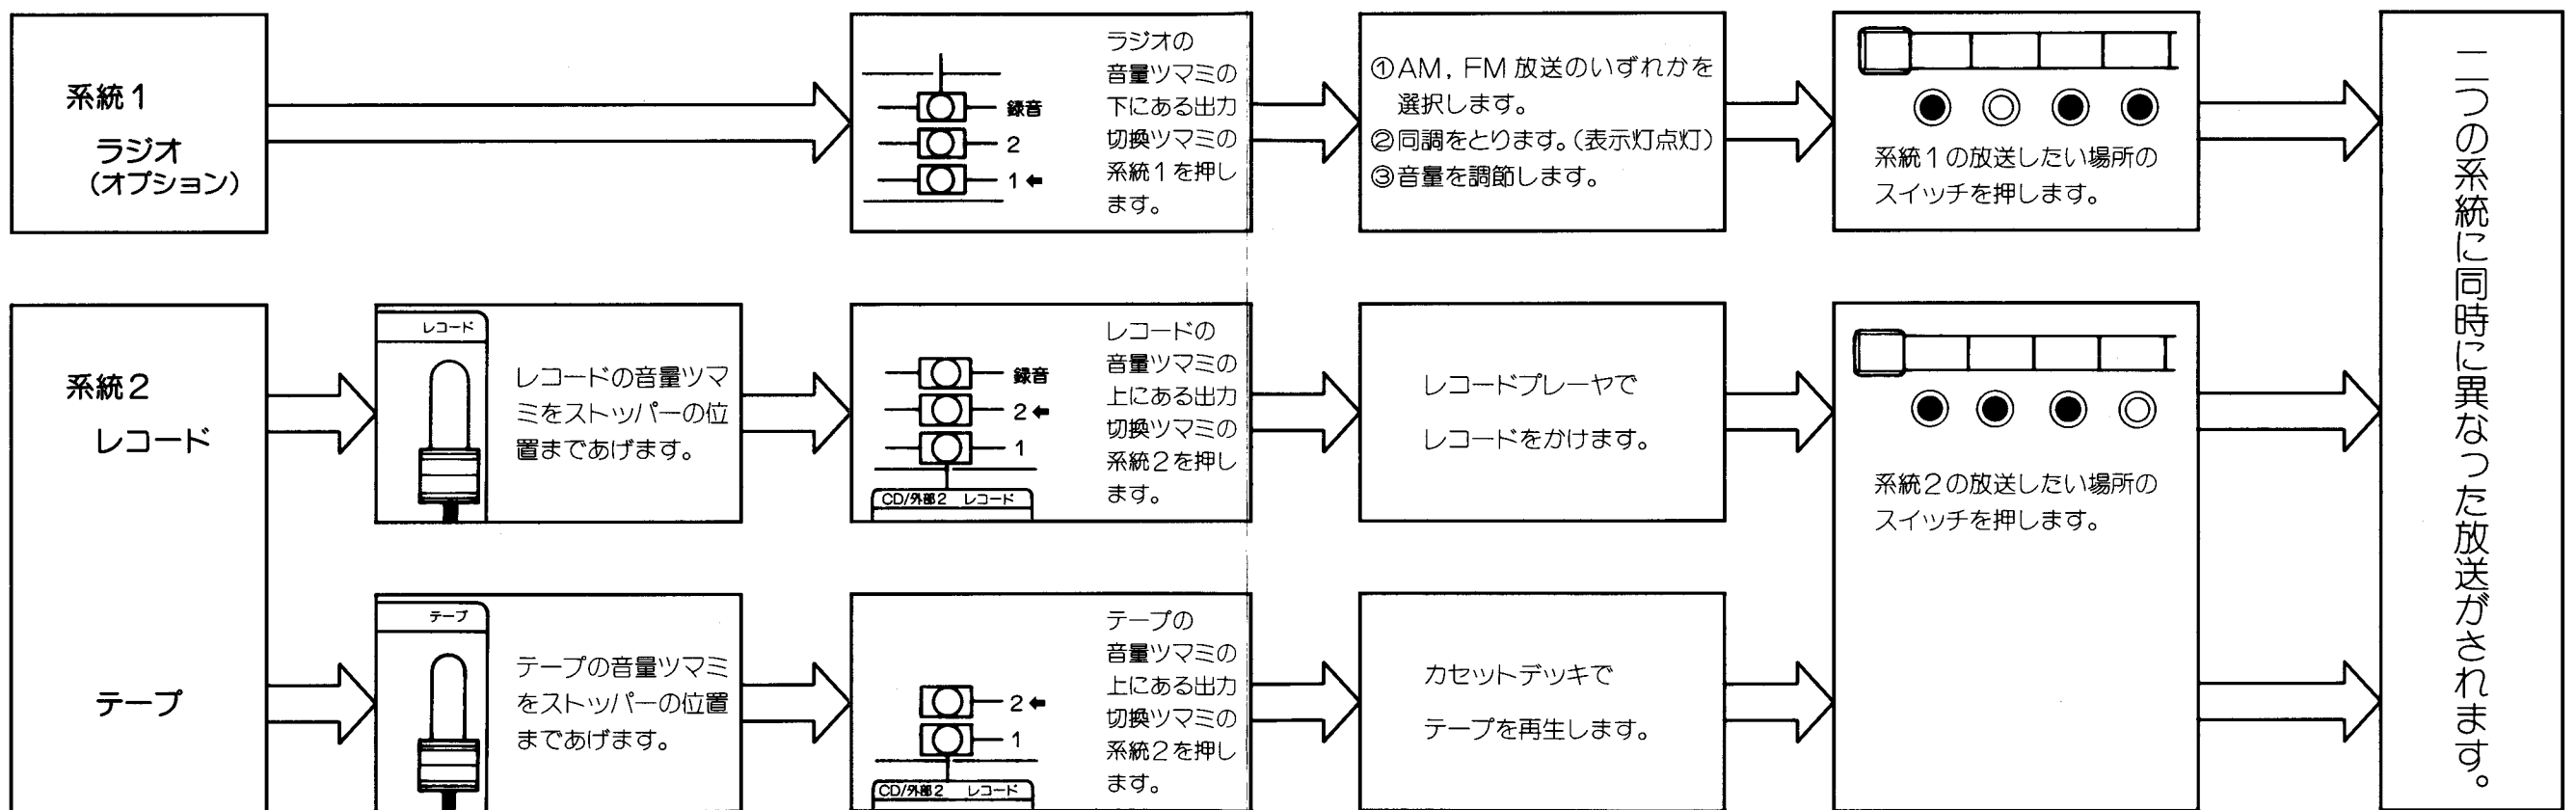 系統1
ラジオ
(オプション)
録音
2
1
ラジオの
音量ツマミの
下にある出力
切換ツマミの
系統1を押し
ます。
①AM，FM 放送のいずれかを
選択します。
②同調をとります。(表示灯点灯)
③音量を調節します。
系統1の放送したい場所の
スイッチを押します。
系統2
レコード
レコード
レコードの音量ツマ
ミをストッパーの位
置まであげます。
録音
2
1
CD/外部2 レコード
レコードの
音量ツマミの
上にある出力
切換ツマミの
系統2を押し
ます。
レコードプレーヤで
レコードをかけます。
系統2の放送したい場所の
スイッチを押します。
テープ
テープ
テープの音量ツマミ
をストッパーの位置
まであげます。
2
1
CD/外部2 レコード
テープの
音量ツマミの
上にある出力
切換ツマミの
系統2を押し
ます。
カセットデッキで
テープを再生します。
二つの系統に同時に異なった放送がされます。